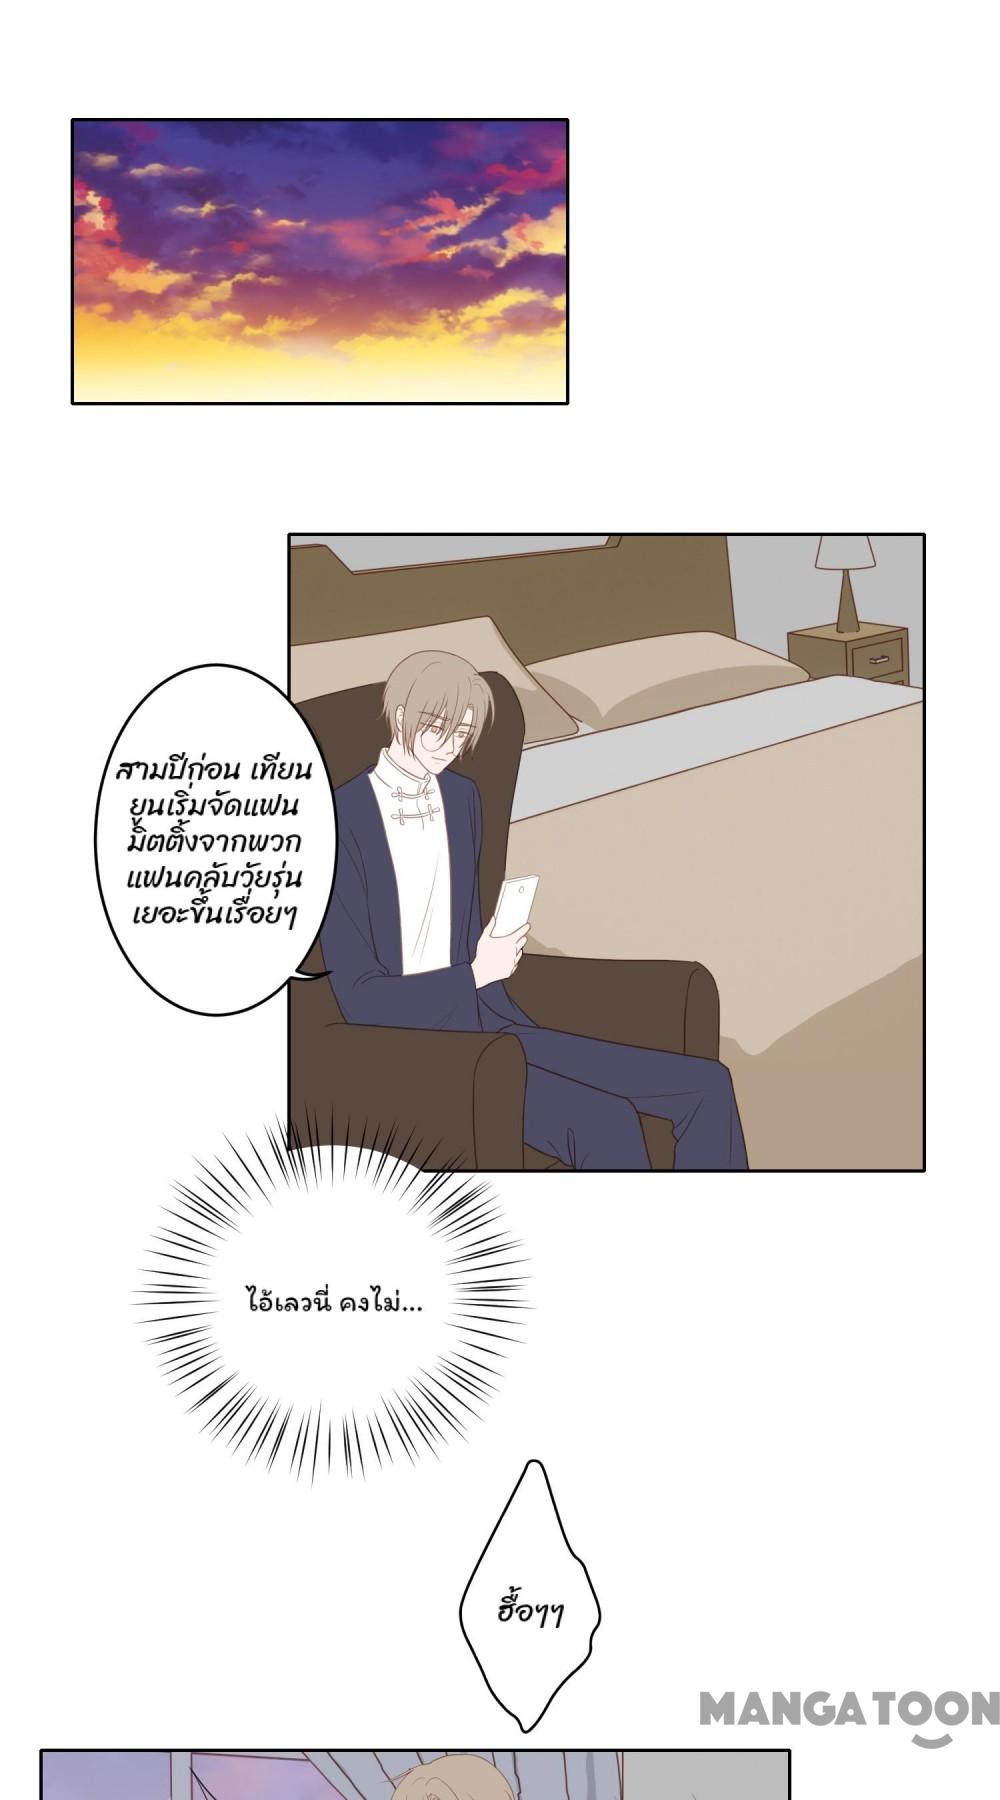 สามปีก่อน เทียน
ยูนเริ่มจัดแฟน
มิตติ้งจากพวก
แฟนคลับวัยรุ่น
เยอะขึ้นเรื่อยๆ
ไอ้เลวนี่ คงไม่...
ฮื้อๆๆ
MANGATOON